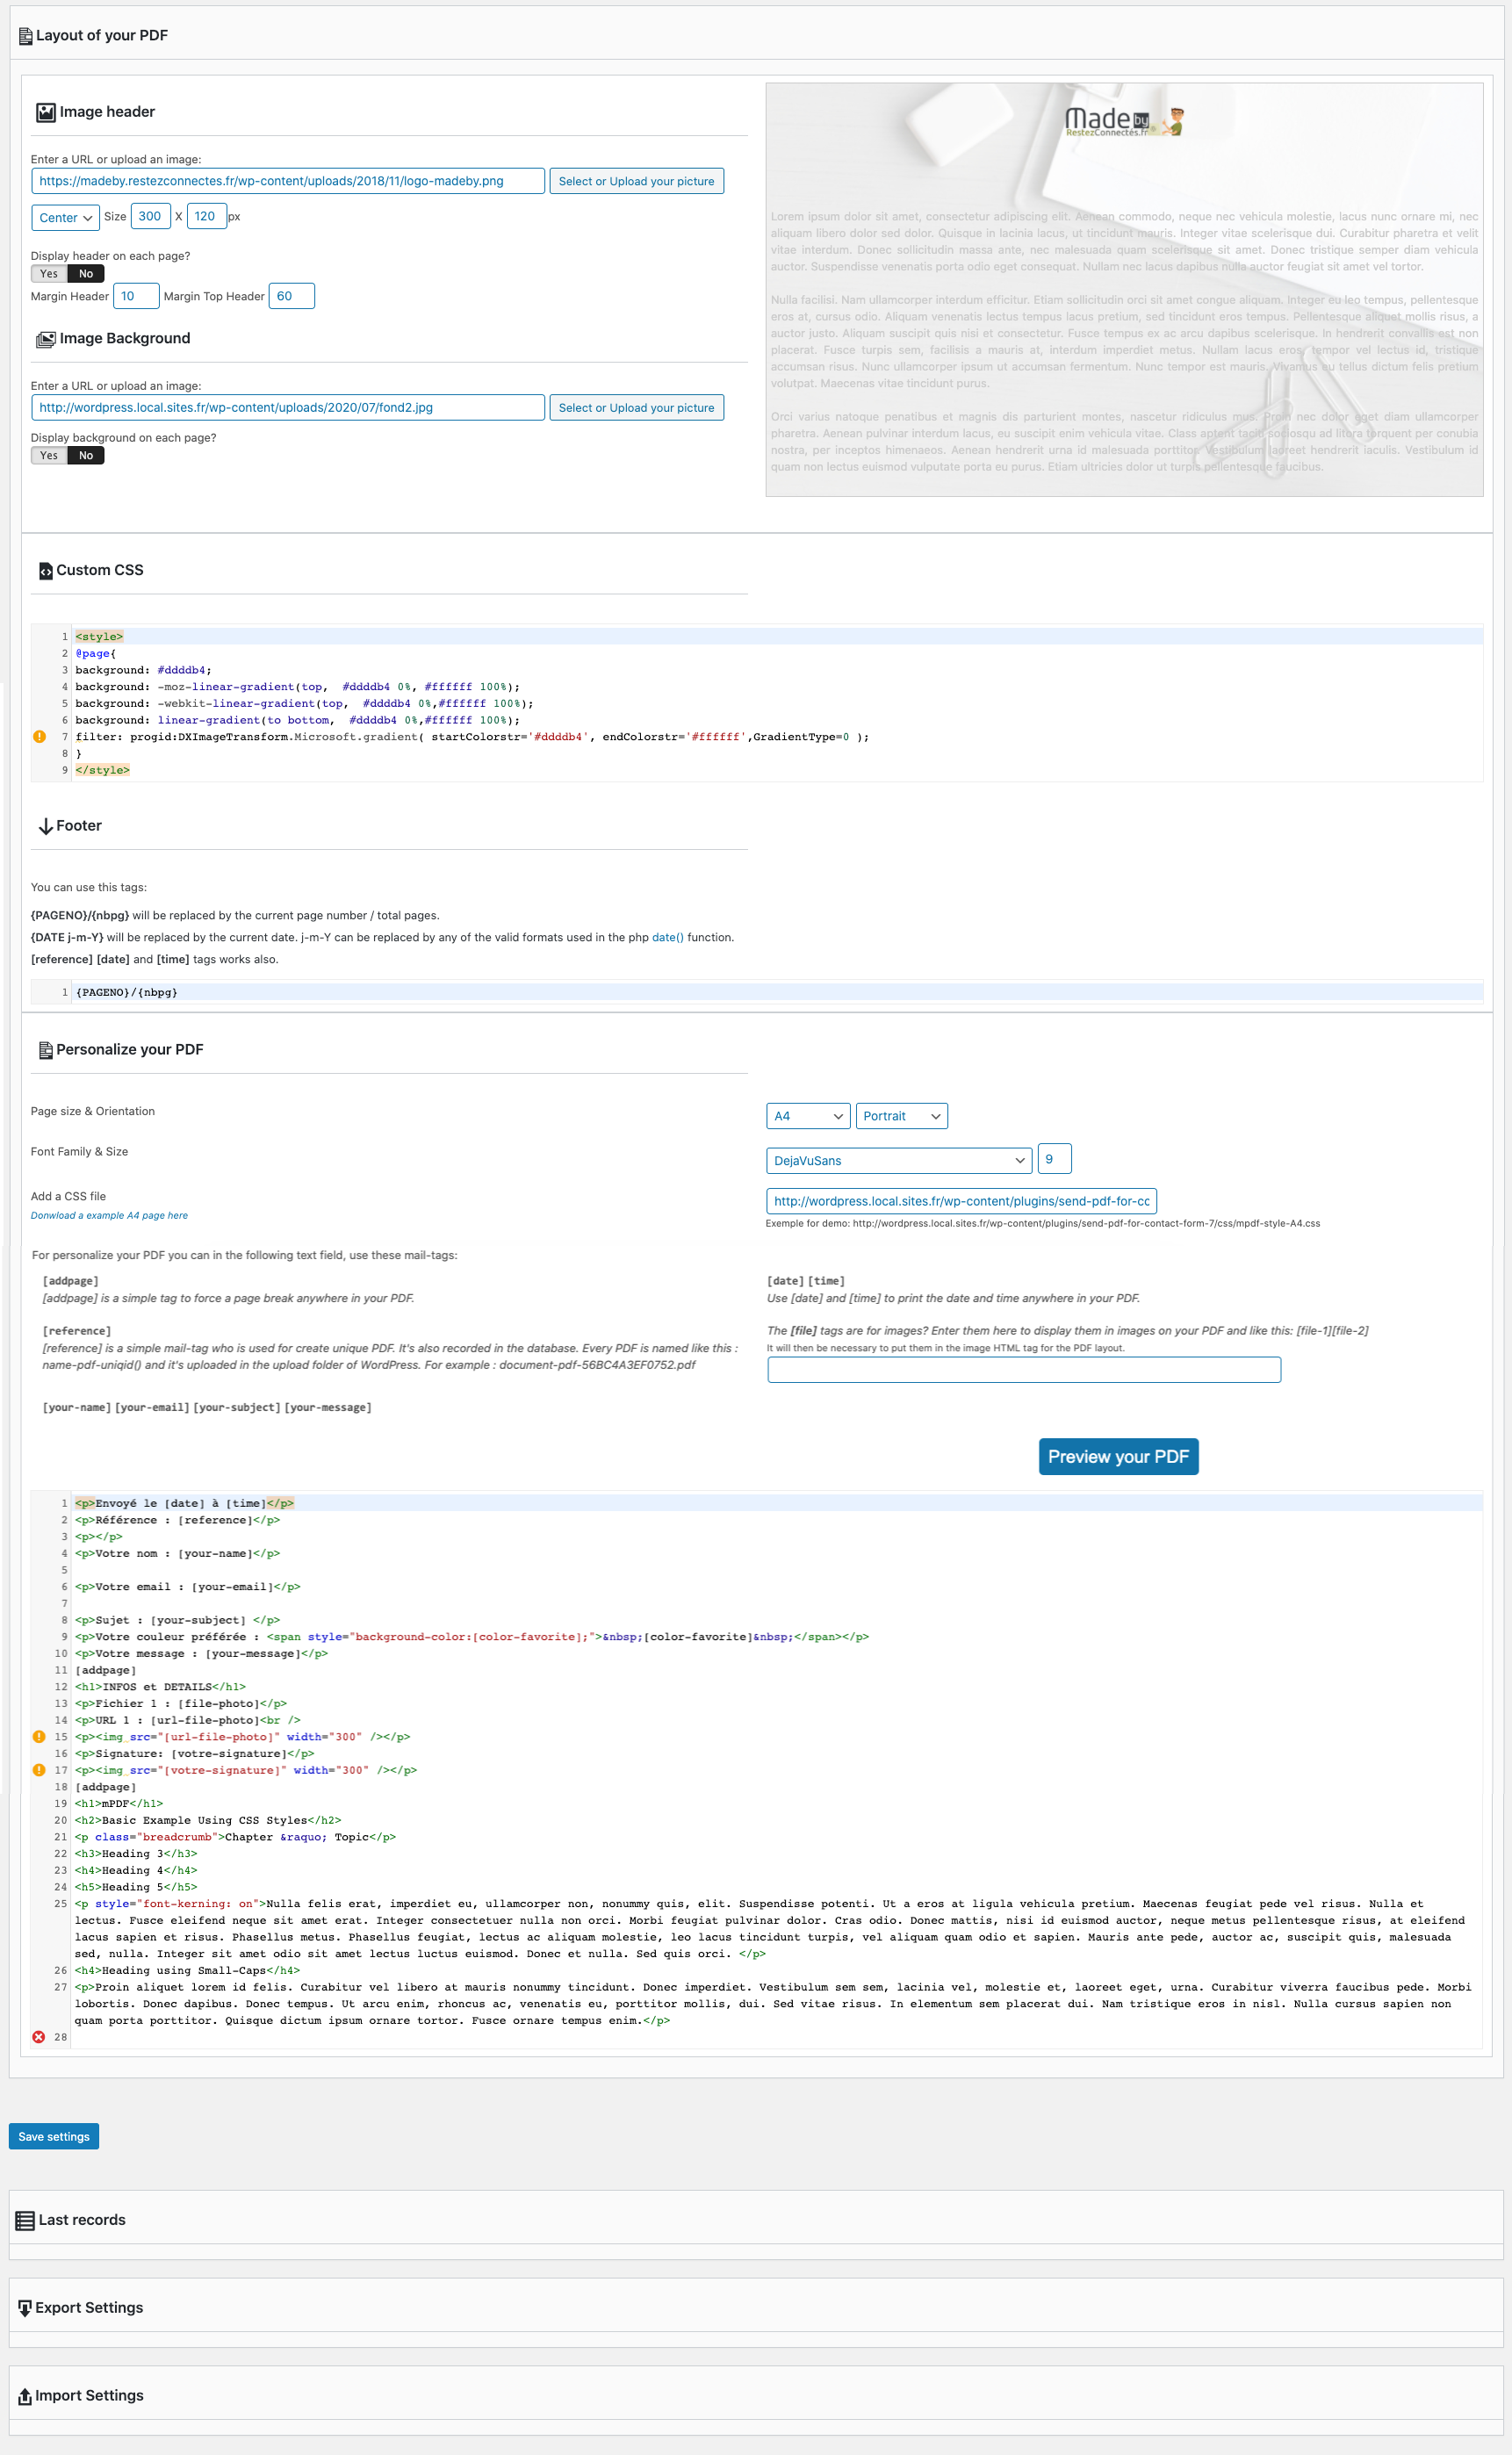 Layout of your PDF
Image header
Enter a URL or upload an image:
https://madeby.restezconnectes.fr/wp-content/uploads/2018/11/logo-madeby.png
Select or Upload your picture
Center Size 300 X 120 px
Display header on each page?
Yes No
Margin Header 10 Margin Top Header 60
Image Background
Enter a URL or upload an image:
http://wordpress.local.sites.fr/wp-content/uploads/2020/07/fond2.jpg
Select or Upload your picture
Display background on each page?
Yes No
Made by
RestezConnectés.fr
Lorem ipsum dolor sit amet, consectetur adipiscing elit. Aenean commodo, neque nec vehicula molestie, lacus nunc ornare mi, nec
aliquam libero dolor sed dolor. Quisque in lacinia lacus, ut tincidunt mauris. Integer vitae scelerisque dui. Curabitur pharetra et velit
vitae interdum. Donec sollicitudin massa ante, nec malesuada quam scelerisque sit amet. Donec tristique semper diam vehicula
auctor. Suspendisse venenatis porta odio eget consequat. Nullam nec lacus dapibus nulla auctor feugiat sit amet vel tortor.
Nulla facilisi. Nam ullamcorper interdum efficitur. Etiam sollicitudin orci sit amet congue aliquam. Integer eu leo tempus, pellentesque
eros at, cursus odio. Aliquam venenatis lectus tempus lacus pretium, sed tincidunt eros tempus. Pellentesque aliquet mollis risus, a
auctor justo. Aliquam suscipit quis nisi et consectetur. Fusce tempus ex ac arcu dapibus scelerisque. In hendrerit convallis est non
placerat. Fusce turpis sem, facilisis a mauris at, interdum imperdiet metus. Nullam lacus eros, tempor vel lectus id, tristique
accumsan risus. Nunc ullamcorper ipsum ut accumsan fermentum. Nunc tempor est mauris. Vivamus eu tellus dictum felis pretium
volutpat. Maecenas vitae tincidunt purus.
Orci varius natoque penatibus et magnis dis parturient montes, nascetur ridiculus mus. Proin nec dolor eget diam ullamcorper
pharetra. Aenean pulvinar interdum lacus, eu suscipit enim vehicula vitae. Class aptent taciti sociosqu ad litora torquent per conubia
nostra, per inceptos himenaeos. Aenean hendrerit urna id malesuada porttitor. Vestibulum laoreet hendrerit iaculis. Vestibulum id
quam non lectus euismod vulputate porta eu purus. Etiam ultricies dolor ut turpis pellentesque faucibus.
Custom CSS
1 <style>
2 @page{
3 background: #ddddb4;
4 background: -moz-linear-gradient(top,  #ddddb4 0%, #ffffff 100%);
5 background: -webkit-linear-gradient(top,  #ddddb4 0%,#ffffff 100%);
6 background: linear-gradient(to bottom,  #ddddb4 0%,#ffffff 100%);
7 filter: progid:DXImageTransform.Microsoft.gradient( startColorstr='#ddddb4', endColorstr='#ffffff',GradientType=0 );
8 }
9 </style>
Footer
You can use this tags:
{PAGENO}/{nbpg} will be replaced by the current page number / total pages.
{DATE j-m-Y} will be replaced by the current date. j-m-Y can be replaced by any of the valid formats used in the php date() function.
[reference] [date] and [time] tags works also.
1 {PAGENO}/{nbpg}
Personalize your PDF
Page size & Orientation
A4 Portrait
Font Family & Size
DejaVuSans 9
Add a CSS file
Donwload a example A4 page here
http://wordpress.local.sites.fr/wp-content/plugins/send-pdf-for-cc
Exemple for demo: http://wordpress.local.sites.fr/wp-content/plugins/send-pdf-for-contact-form-7/css/mpdf-style-A4.css
For personalize your PDF you can in the following text field, use these mail-tags:
[addpage]
[addpage] is a simple tag to force a page break anywhere in your PDF.
[date] [time]
Use [date] and [time] to print the date and time anywhere in your PDF.
[reference]
[reference] is a simple mail-tag who is used for create unique PDF. It's also recorded in the database. Every PDF is named like this :
name-pdf-uniqid() and it's uploaded in the upload folder of WordPress. For example : document-pdf-56BC4A3EF0752.pdf
The [file] tags are for images? Enter them here to display them in images on your PDF and like this: [file-1][file-2]
It will then be necessary to put them in the image HTML tag for the PDF layout.
[your-name] [your-email] [your-subject] [your-message]
Preview your PDF
1 <p>Envoyé le [date] à [time]</p>
2 <p>Référence : [reference]</p>
3 <p></p>
4 <p>Votre nom : [your-name]</p>
5
6 <p>Votre email : [your-email]</p>
7
8 <p>Sujet : [your-subject] </p>
9 <p>Votre couleur préférée : <span style="background-color:[color-favorite];">&nbsp;[color-favorite]&nbsp;</span></p>
10 <p>Votre message : [your-message]</p>
11 [addpage]
12 <h1>INFOS et DETAILS</h1>
13 <p>Fichier 1 : [file-photo]</p>
14 <p>URL 1 : [url-file-photo]<br />
15 <p><img src="[url-file-photo]" width="300" /></p>
16 <p>Signature: [votre-signature]</p>
17 <p><img src="[votre-signature]" width="300" /></p>
18 [addpage]
19 <h1>mPDF</h1>
20 <h2>Basic Example Using CSS Styles</h2>
21 <p class="breadcrumb">Chapter &raquo; Topic</p>
22 <h3>Heading 3</h3>
23 <h4>Heading 4</h4>
24 <h5>Heading 5</h5>
25 <p style="font-kerning: on">Nulla felis erat, imperdiet eu, ullamcorper non, nonummy quis, elit. Suspendisse potenti. Ut a eros at ligula vehicula pretium. Maecenas feugiat pede vel risus. Nulla et
lectus. Fusce eleifend neque sit amet erat. Integer consectetuer nulla non orci. Morbi feugiat pulvinar dolor. Cras odio. Donec mattis, nisi id euismod auctor, neque metus pellentesque risus, at eleifend
lacus sapien et risus. Phasellus metus. Phasellus feugiat, lectus ac aliquam molestie, leo lacus tincidunt turpis, vel aliquam quam odio et sapien. Mauris ante pede, auctor ac, suscipit quis, malesuada
sed, nulla. Integer sit amet odio sit amet lectus luctus euismod. Donec et nulla. Sed quis orci. </p>
26 <h4>Heading using Small-Caps</h4>
27 <p>Proin aliquet lorem id felis. Curabitur vel libero at mauris nonummy tincidunt. Donec imperdiet. Vestibulum sem sem, lacinia vel, molestie et, laoreet eget, urna. Curabitur viverra faucibus pede. Morbi
lobortis. Donec dapibus. Donec tempus. Ut arcu enim, rhoncus ac, venenatis eu, porttitor mollis, dui. Sed vitae risus. In elementum sem placerat dui. Nam tristique eros in nisl. Nulla cursus sapien non
quam porta porttitor. Quisque dictum ipsum ornare tortor. Fusce ornare tempus enim.</p>
28
Save settings
Last records
Export Settings
Import Settings